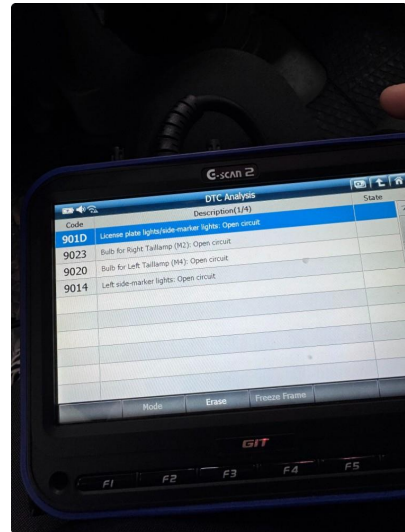 G-scan 2
DTC Analysis
Code Description(1/4) State
901D License plate lights/side-marker lights: Open circuit
9023 Bulb for Right Taillamp (M2): Open circuit
9020 Bulb for Left Taillamp (M4): Open circuit
9014 Left side-marker lights: Open circuit
Mode Erase Freeze Frame
GIT
F1 F2 F3 F4 F5